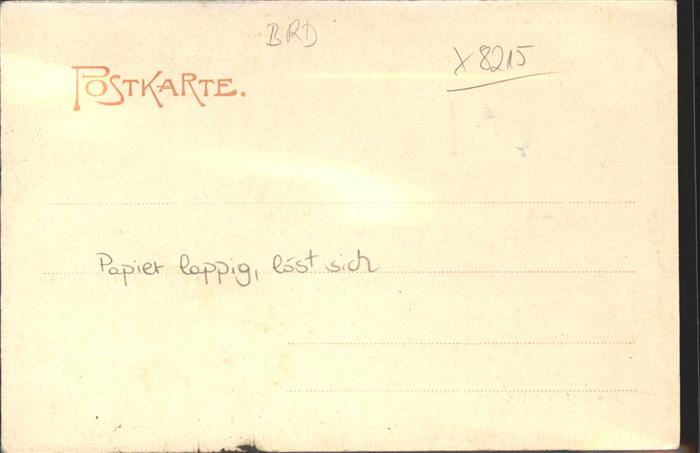 BRD
X 8215
POSTKARTE.
Papier lappig, löst sich